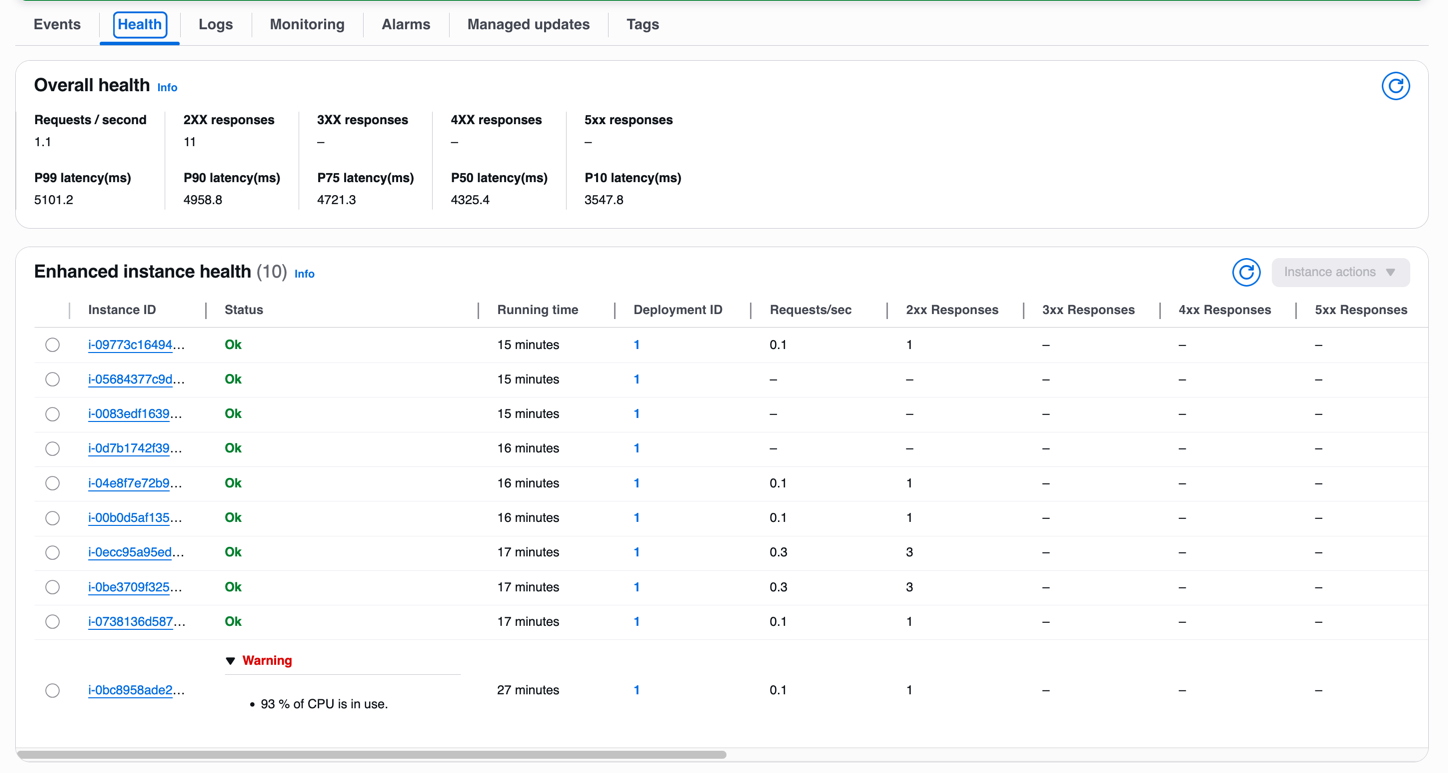 Events Health Logs Monitoring Alarms Managed updates Tags
Overall health Info
Requests / second 2XX responses 3XX responses 4XX responses 5xx responses
1.1 11 – – –
P99 latency(ms) P90 latency(ms) P75 latency(ms) P50 latency(ms) P10 latency(ms)
5101.2 4958.8 4721.3 4325.4 3547.8
Enhanced instance health (10) Info Instance actions
Instance ID Status Running time Deployment ID Requests/sec 2xx Responses 3xx Responses 4xx Responses 5xx Responses
i-09773c16494... Ok 15 minutes 1 0.1 1 – – –
i-05684377c9d... Ok 15 minutes 1 – – – – –
i-0083edf1639... Ok 15 minutes 1 – – – – –
i-0d7b1742f39... Ok 16 minutes 1 – – – – –
i-04e8f7e72b9... Ok 16 minutes 1 0.1 1 – – –
i-00b0d5af135... Ok 16 minutes 1 0.1 1 – – –
i-0ecc95a95ed... Ok 17 minutes 1 0.3 3 – – –
i-0be3709f325... Ok 17 minutes 1 0.3 3 – – –
i-0738136d587... Ok 17 minutes 1 0.1 1 – – –
Warning
i-0bc8958ade2... 27 minutes 1 0.1 1 – – –
• 93 % of CPU is in use.